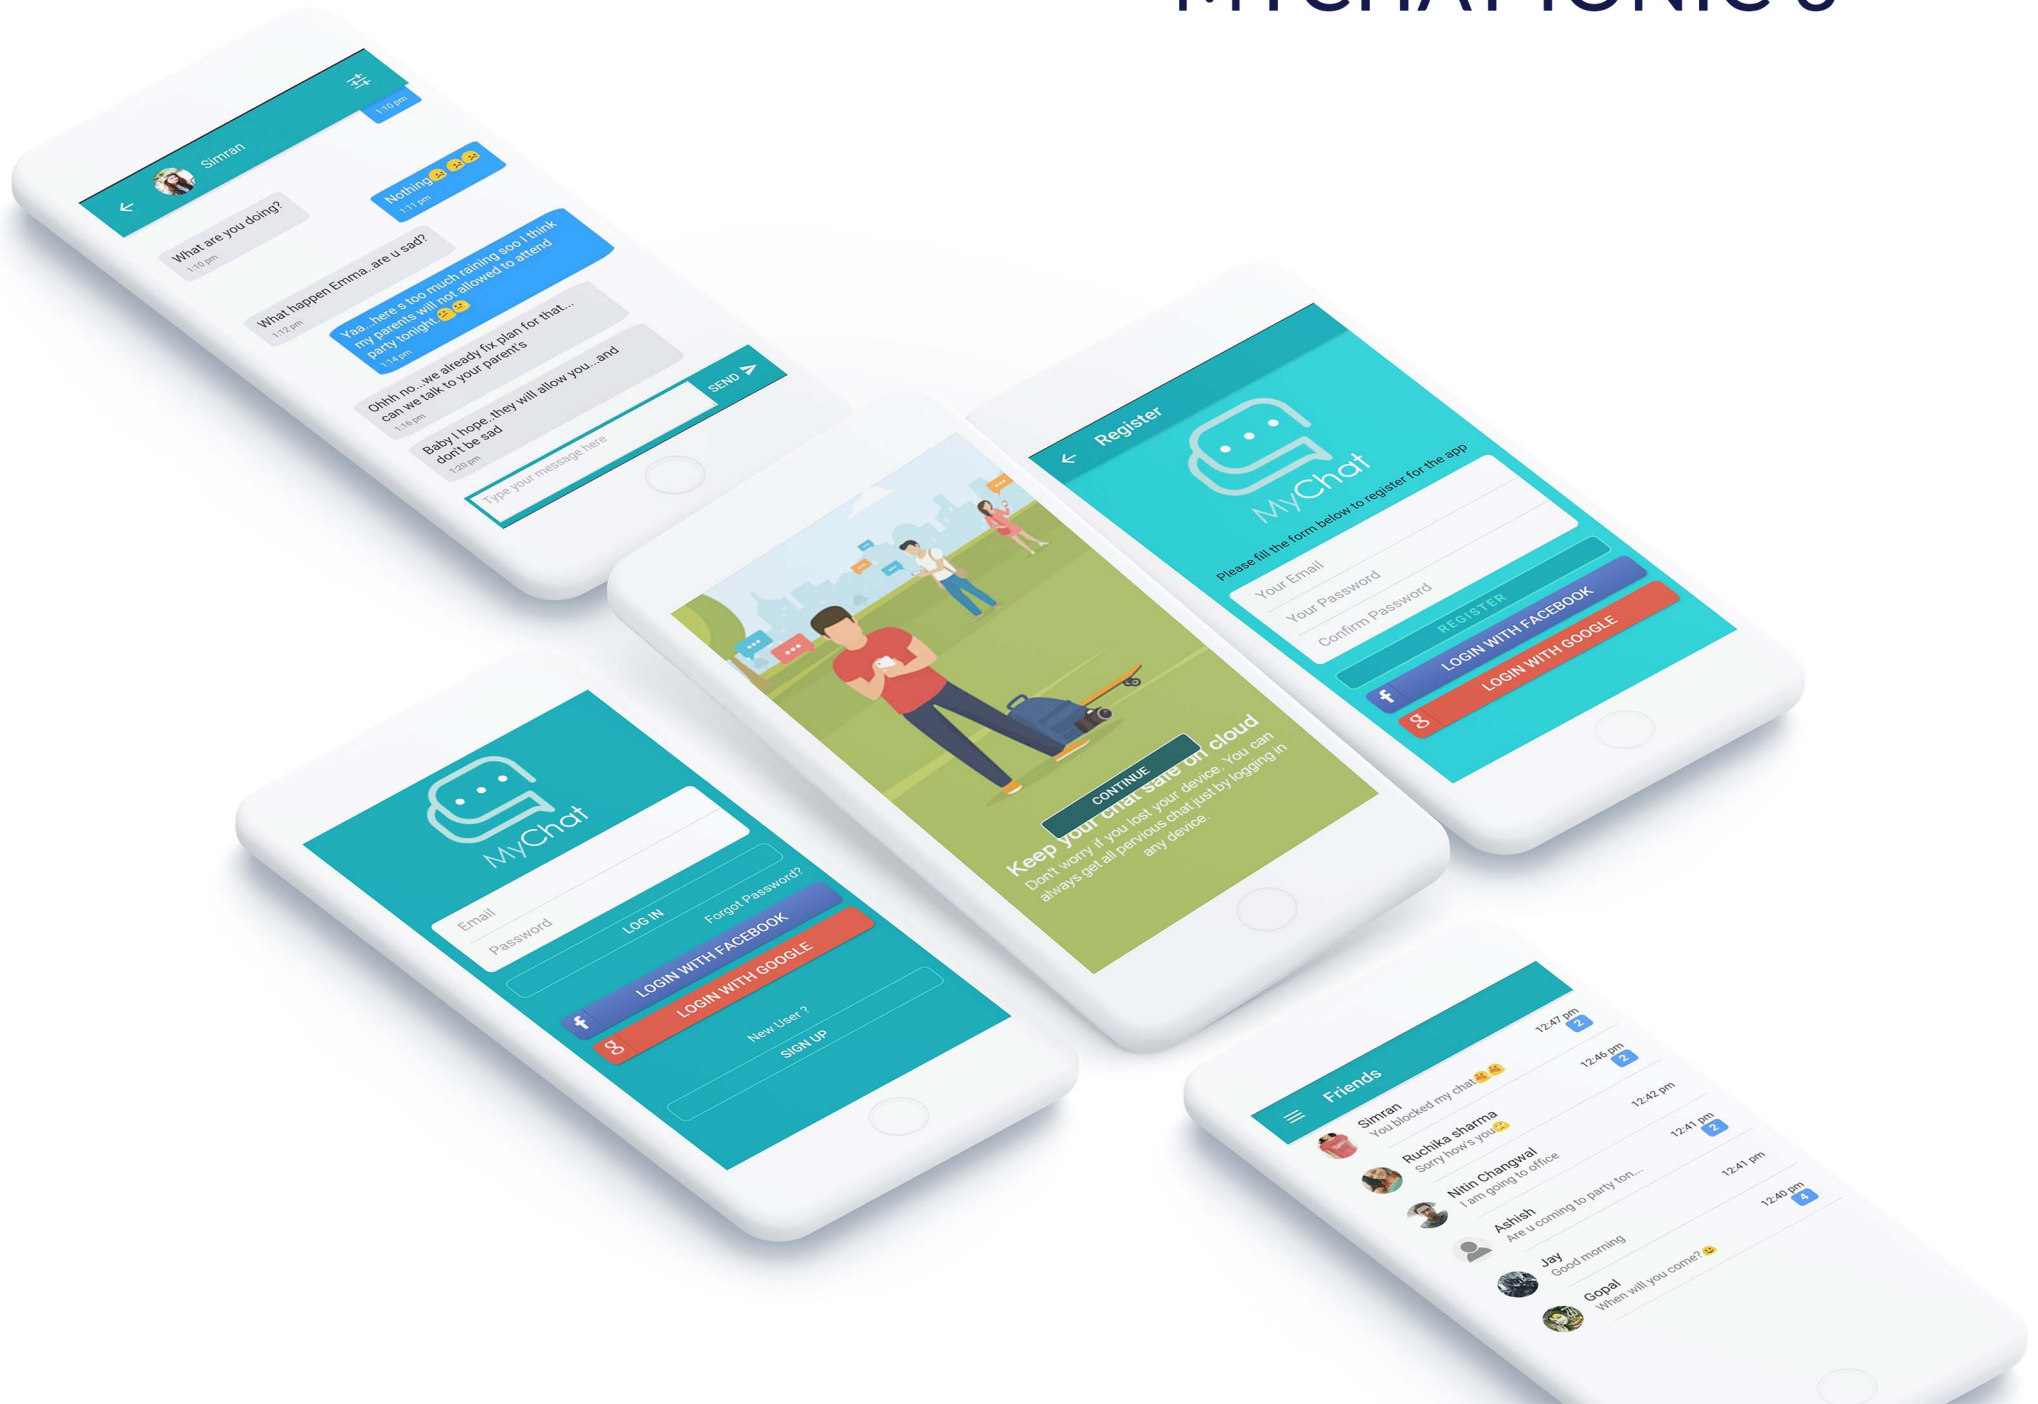 MYCHAT IONIC 3
Simran
1:10 pm
What are you doing?
1:10 pm
Nothing😕😕😕
1:11 pm
What happen Emma..are u sad?
1:12 pm
Yaa...here s too much raining soo I think
my parents will not allowed to attend
party tonight.😕😕
1:14 pm
Ohhh no...we already fix plan for that...
can we talk to your parent's
1:16 pm
Baby I hope..they will allow you...and
don't be sad
1:20 pm
Type your message here
SEND
Register
MyChat
Please fill the form below to register for the app
Your Email
Your Password
Confirm Password
REGISTER
f LOGIN WITH FACEBOOK
g LOGIN WITH GOOGLE
CONTINUE
Keep your chat safe on cloud
Don't worry if you lost your device. You can
always get all pervious chat just by logging in
any device.
MyChat
Email
Password
LOG IN
Forgot Password?
f LOGIN WITH FACEBOOK
g LOGIN WITH GOOGLE
New User ?
SIGN UP
Friends
Simran 12:47 pm
You blocked my chat 2
Ruchika sharma 12:46 pm
Sorry how's you 2
Nitin Changwal 12:42 pm
I am going to office
Ashish 12:41 pm
Are u coming to party ton... 2
Jay 12:41 pm
Good morning
Gopal 12:40 pm
When will you come? 4